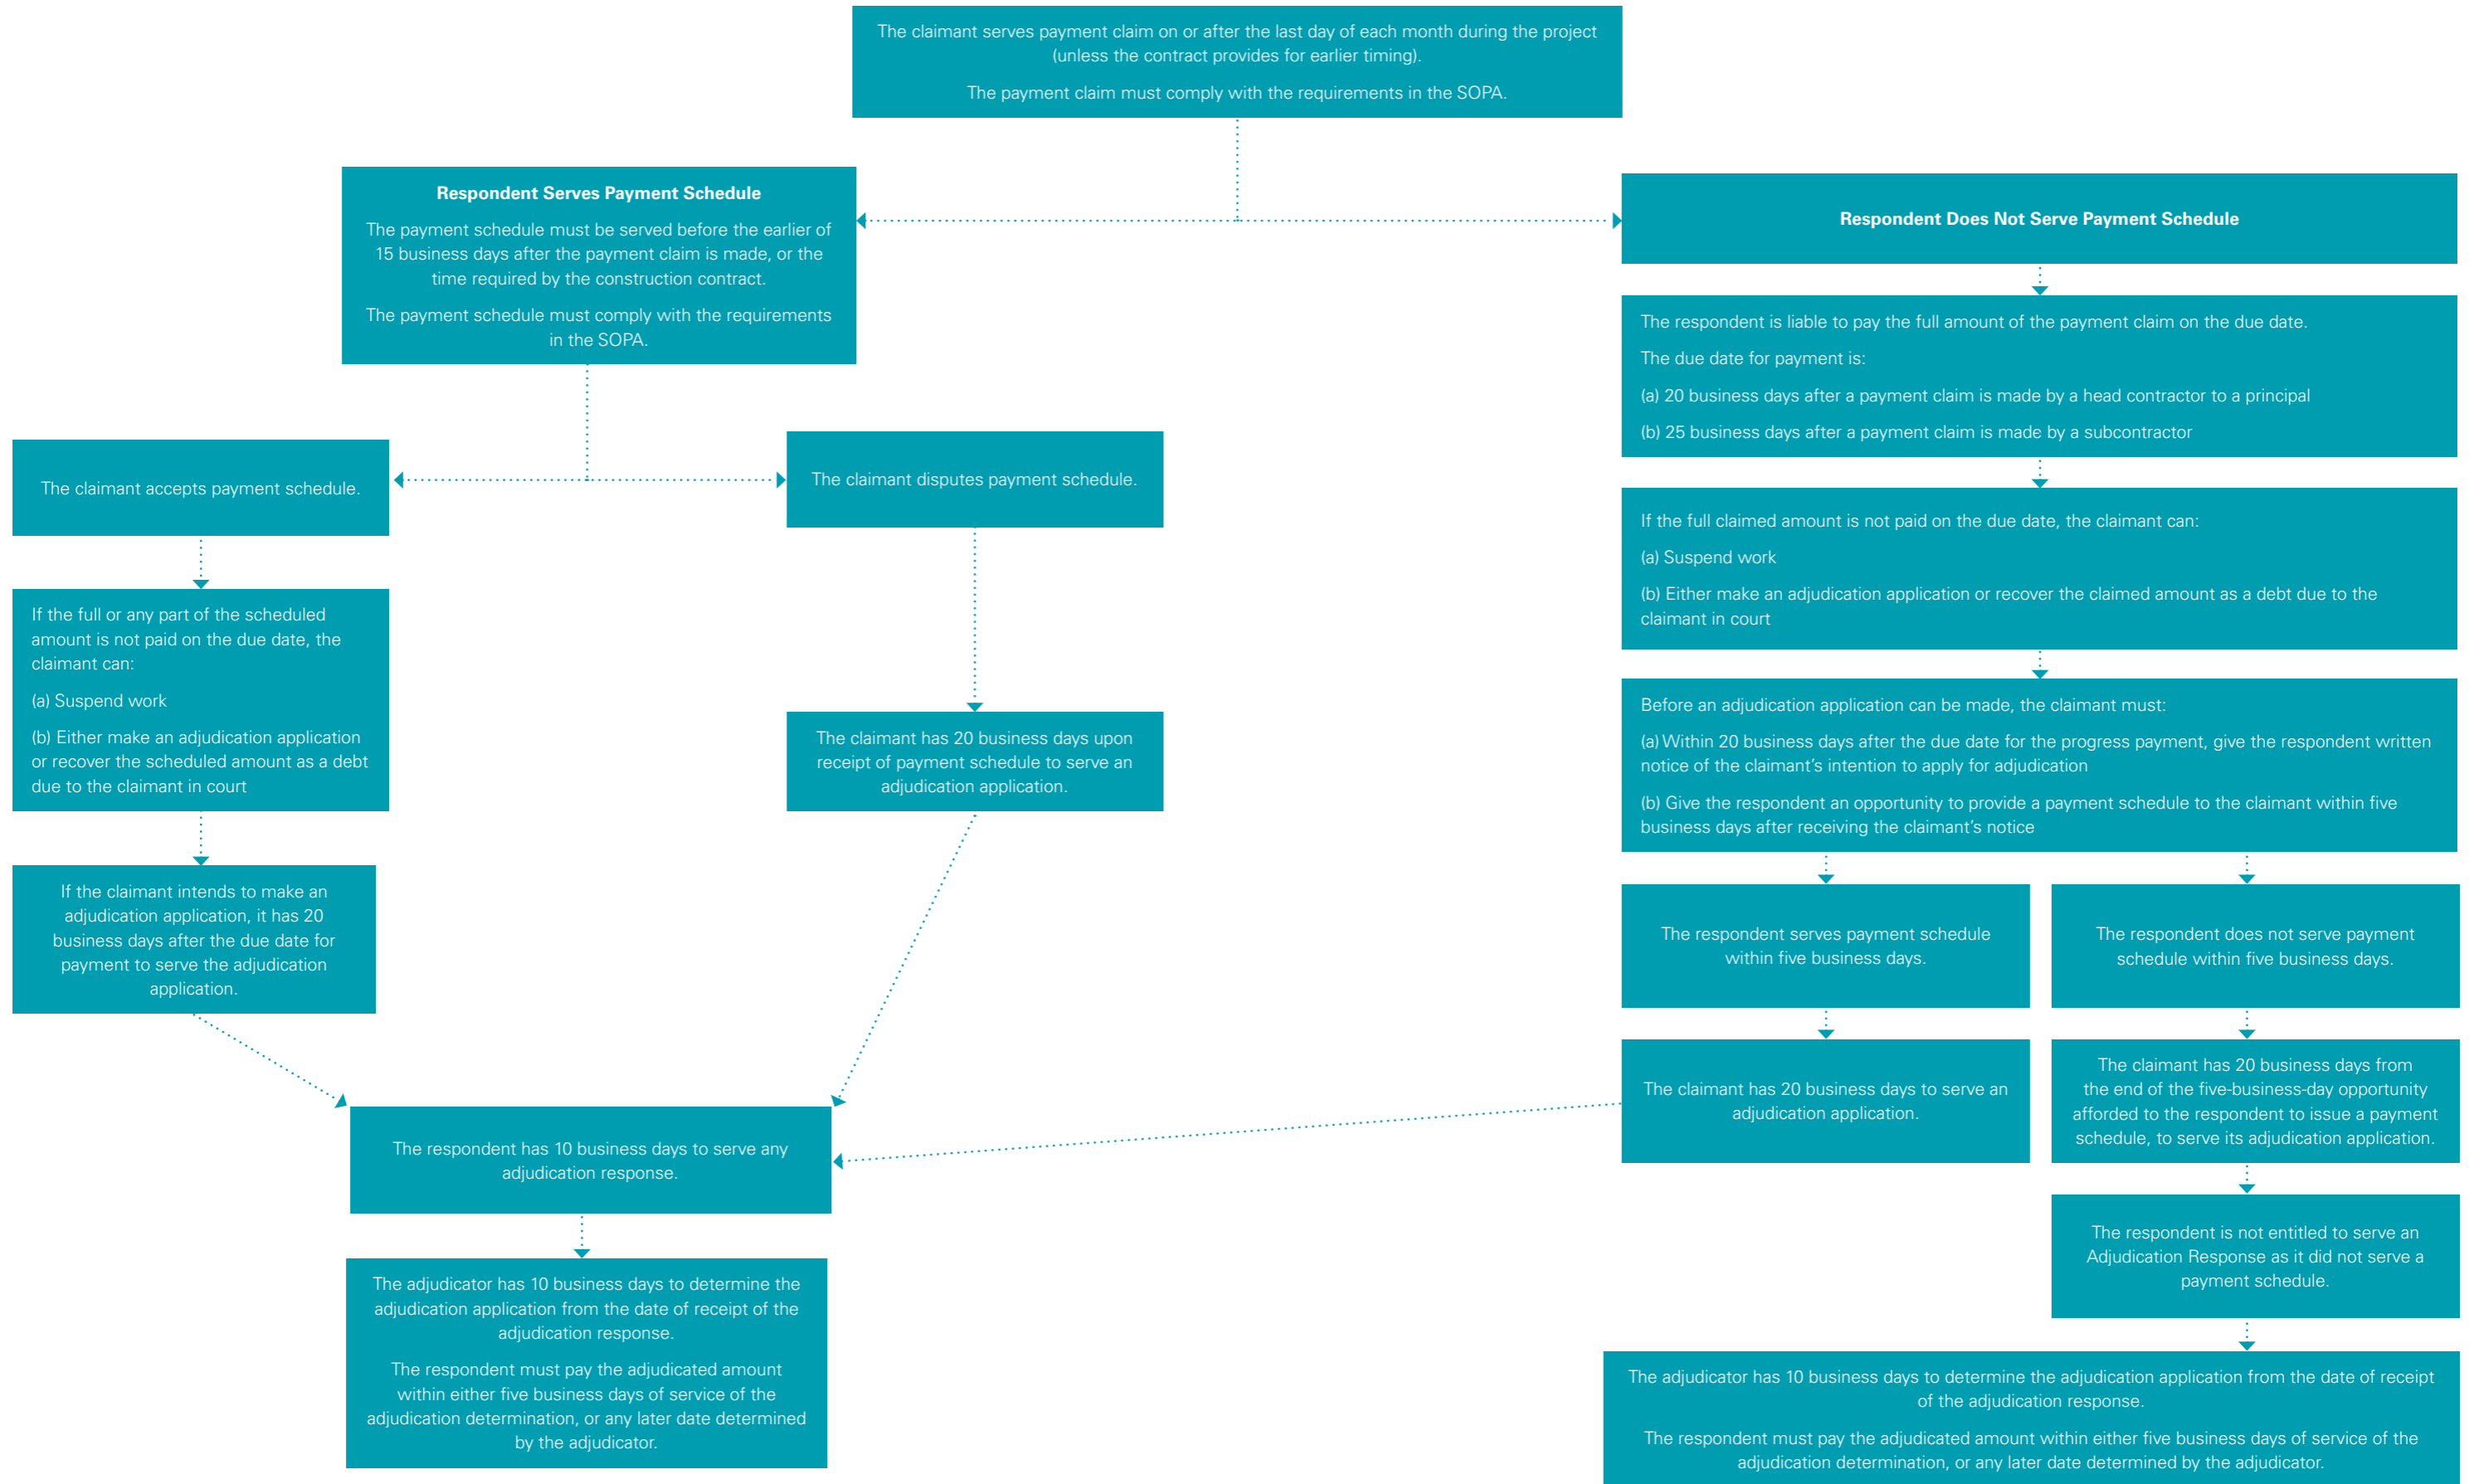 The claimant serves payment claim on or after the last day of each month during the project
(unless the contract provides for earlier timing).
The payment claim must comply with the requirements in the SOPA.
Respondent Serves Payment Schedule
The payment schedule must be served before the earlier of
15 business days after the payment claim is made, or the
time required by the construction contract.
The payment schedule must comply with the requirements
in the SOPA.
Respondent Does Not Serve Payment Schedule
The respondent is liable to pay the full amount of the payment claim on the due date.
The due date for payment is:
(a) 20 business days after a payment claim is made by a head contractor to a principal
(b) 25 business days after a payment claim is made by a subcontractor
The claimant accepts payment schedule.
The claimant disputes payment schedule.
If the full claimed amount is not paid on the due date, the claimant can:
(a) Suspend work
(b) Either make an adjudication application or recover the claimed amount as a debt due to the
claimant in court
If the full or any part of the scheduled
amount is not paid on the due date, the
claimant can:
(a) Suspend work
(b) Either make an adjudication application
or recover the scheduled amount as a debt
due to the claimant in court
The claimant has 20 business days upon
receipt of payment schedule to serve an
adjudication application.
Before an adjudication application can be made, the claimant must:
(a) Within 20 business days after the due date for the progress payment, give the respondent written
notice of the claimant's intention to apply for adjudication
(b) Give the respondent an opportunity to provide a payment schedule to the claimant within five
business days after receiving the claimant's notice
If the claimant intends to make an
adjudication application, it has 20
business days after the due date for
payment to serve the adjudication
application.
The respondent serves payment schedule
within five business days.
The respondent does not serve payment
schedule within five business days.
The claimant has 20 business days to serve an
adjudication application.
The claimant has 20 business days from
the end of the five-business-day opportunity
afforded to the respondent to issue a payment
schedule, to serve its adjudication application.
The respondent has 10 business days to serve any
adjudication response.
The respondent is not entitled to serve an
Adjudication Response as it did not serve a
payment schedule.
The adjudicator has 10 business days to determine the
adjudication application from the date of receipt of the
adjudication response.
The respondent must pay the adjudicated amount
within either five business days of service of the
adjudication determination, or any later date determined
by the adjudicator.
The adjudicator has 10 business days to determine the adjudication application from the date of receipt
of the adjudication response.
The respondent must pay the adjudicated amount within either five business days of service of the
adjudication determination, or any later date determined by the adjudicator.